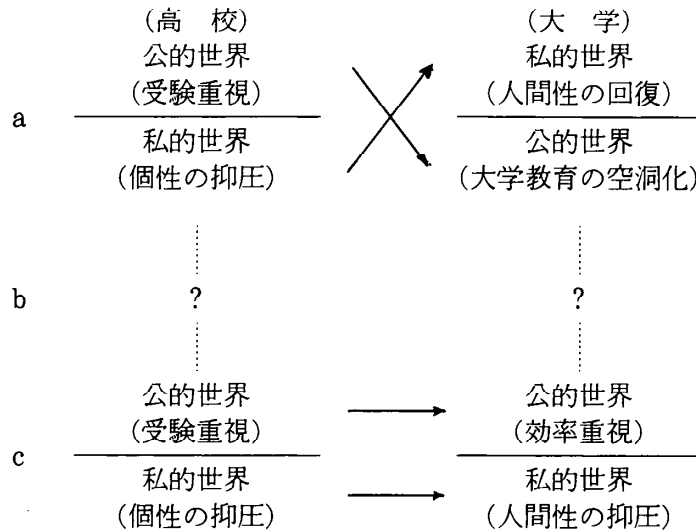 (高 校) (大 学)
公的世界 私的世界
(受験重視) (人間性の回復)
a
私的世界 公的世界
(個性の抑圧) (大学教育の空洞化)
b ? ?
公的世界 公的世界
(受験重視) (効率重視)
c
私的世界 私的世界
(個性の抑圧) (人間性の抑圧)